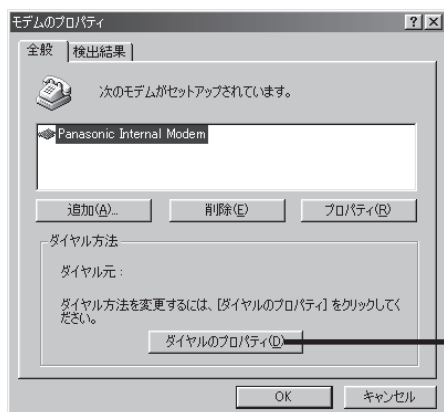 モデムのプロパティ
全般
検出結果
次のモデムがセットアップされています。
Panasonic Internal Modem
追加(A)...
削除(E)
プロパティ(R)
ダイヤル方法
ダイヤル元 :
ダイヤル方法を変更するには、[ダイヤルのプロパティ] をクリックしてく
ださい。
ダイヤルのプロパティ(D)
OK
キャンセル